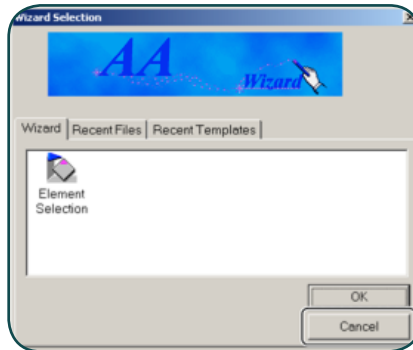 Wizard Selection
AA
Wizard
Wizard Recent Files Recent Templates
Element
Selection
OK
Cancel